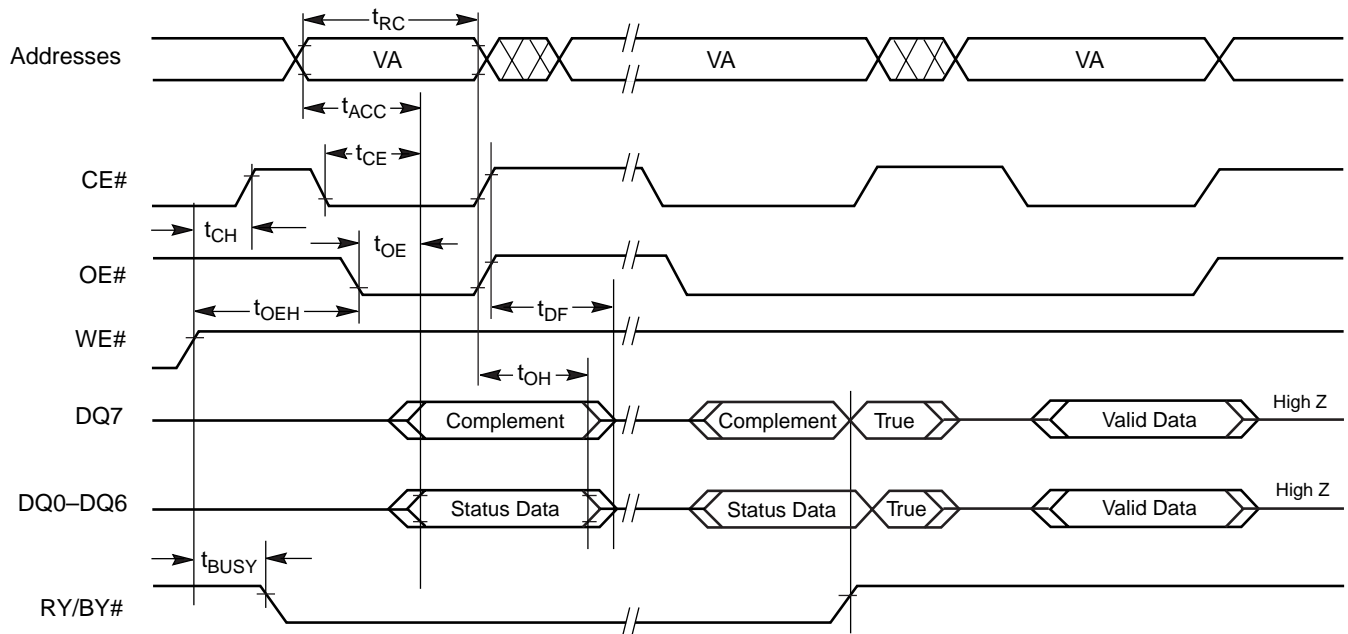 tRC
Addresses
VA
VA
VA
tACC
tCE
CE#
tCH
tOE
OE#
tOEH
tDF
WE#
tOH
DQ7
Complement
Complement
True
Valid Data
High Z
DQ0–DQ6
Status Data
Status Data
True
Valid Data
High Z
tBUSY
RY/BY#